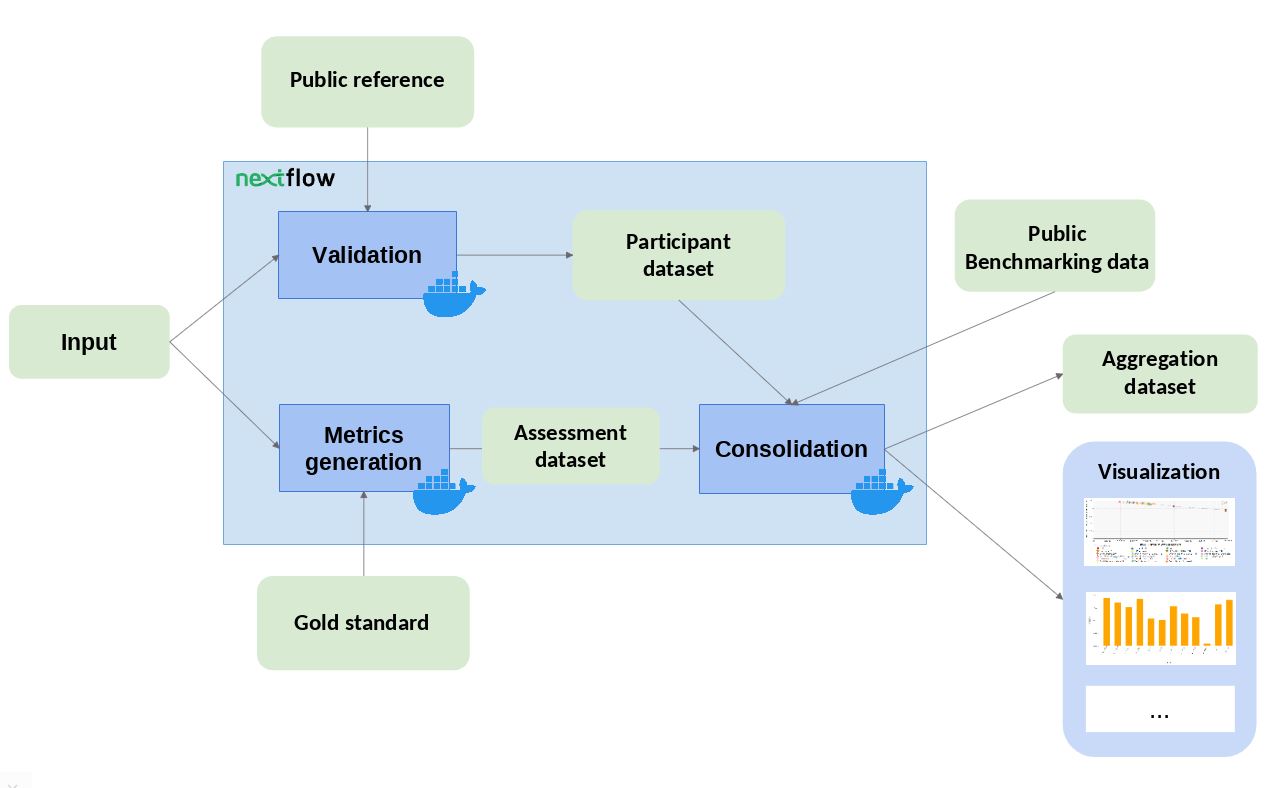 Public reference
nextflow
Validation
Participant
dataset
Public
Benchmarking data
Input
Aggregation
dataset
Metrics
generation
Assessment
dataset
Consolidation
Visualization
Gold standard
...